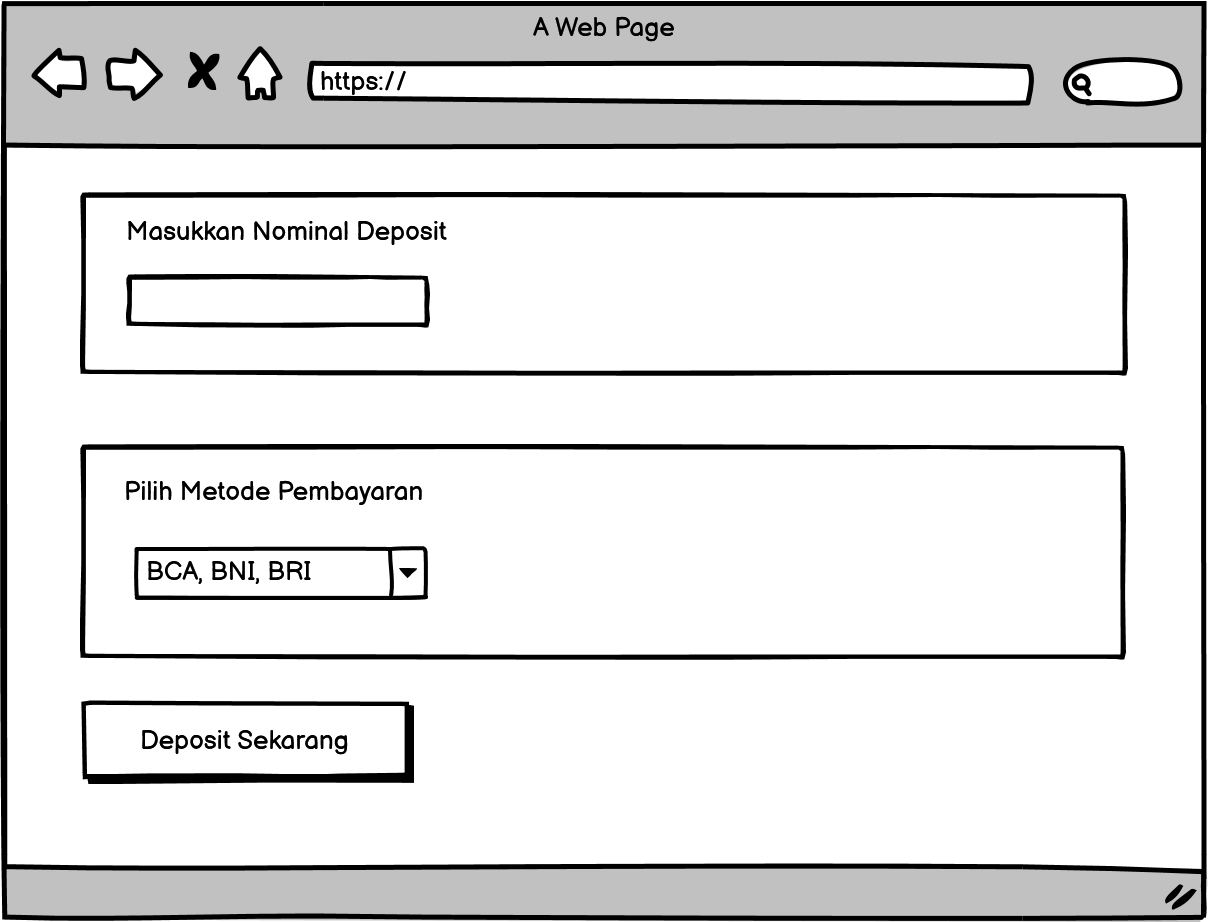 A Web Page
https://
Masukkan Nominal Deposit
Pilih Metode Pembayaran
BCA, BNI, BRI
Deposit Sekarang